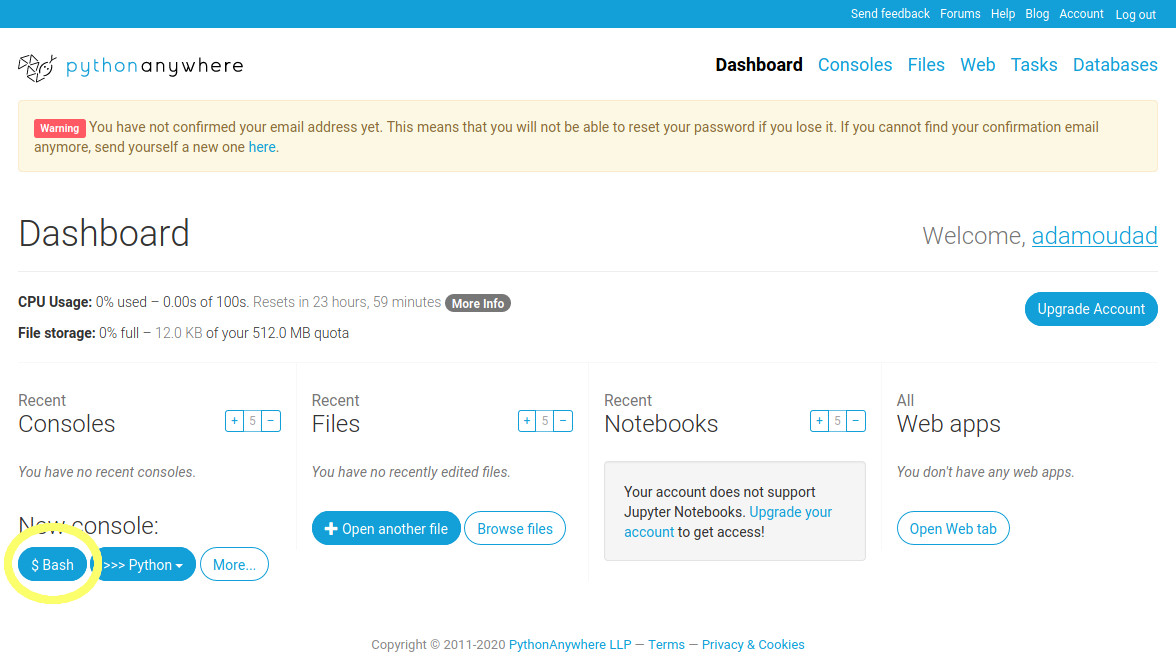 Send feedback Forums Help Blog Account Log out
pythonanywhere
Dashboard Consoles Files Web Tasks Databases
Warning You have not confirmed your email address yet. This means that you will not be able to reset your password if you lose it. If you cannot find your confirmation email
anymore, send yourself a new one here.
Dashboard
Welcome, adamoudad
CPU Usage: 0% used – 0.00s of 100s. Resets in 23 hours, 59 minutes More Info
Upgrade Account
File storage: 0% full – 12.0 KB of your 512.0 MB quota
Recent
Consoles
+ 5 −
You have no recent consoles.
New console:
$ Bash >>> Python More...
Recent
Files
+ 5 −
You have no recently edited files.
+ Open another file Browse files
Recent
Notebooks
+ 5 −
Your account does not support
Jupyter Notebooks. Upgrade your
account to get access!
All
Web apps
You don't have any web apps.
Open Web tab
Copyright © 2011-2020 PythonAnywhere LLP — Terms — Privacy & Cookies